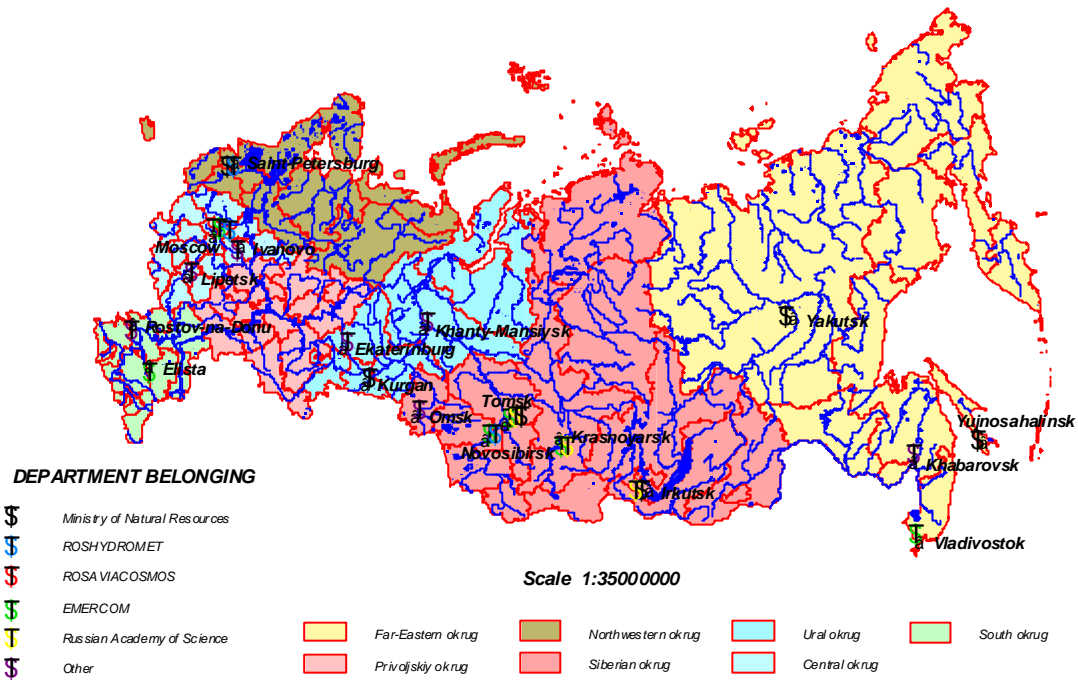 Saint-Petersburg
Moscow
Ivanovo
Lipetsk
Rostov-na-Donu
Elista
Khanty-Mansiysk
Ekaterinburg
Kurgan
Omsk
Tomsk
Novosibirsk
Krasnoyarsk
Irkutsk
Yakutsk
Yujnosahalinsk
Khabarovsk
Vladivostok
DEPARTMENT BELONGING
Ministry of Natural Resources
ROSHYDROMET
ROSAVIACOSMOS
EMERCOM
Russian Academy of Science
Other
Scale 1:35000000
Far-Eastern okrug
Northwestern okrug
Ural okrug
South okrug
Privoljskiy okrug
Siberian okrug
Central okrug